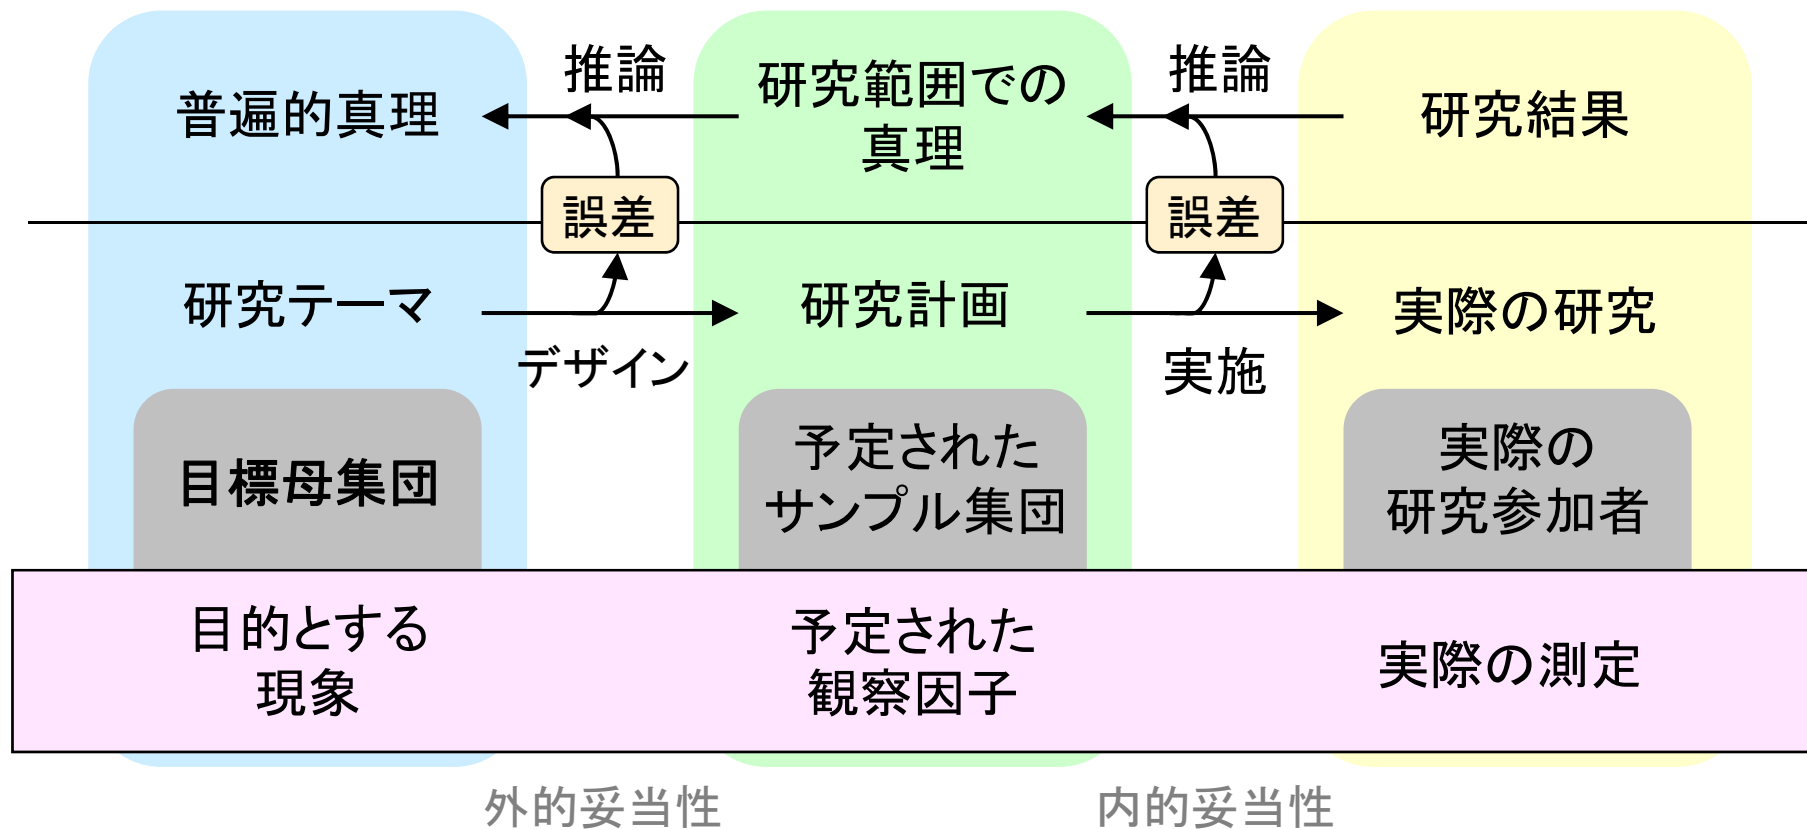 推論
推論
普遍的真理
研究範囲での
真理
研究結果
誤差
誤差
研究テーマ
研究計画
実際の研究
デザイン
実施
目標母集団
予定された
サンプル集団
実際の
研究参加者
目的とする
現象
予定された
観察因子
実際の測定
外的妥当性
内的妥当性